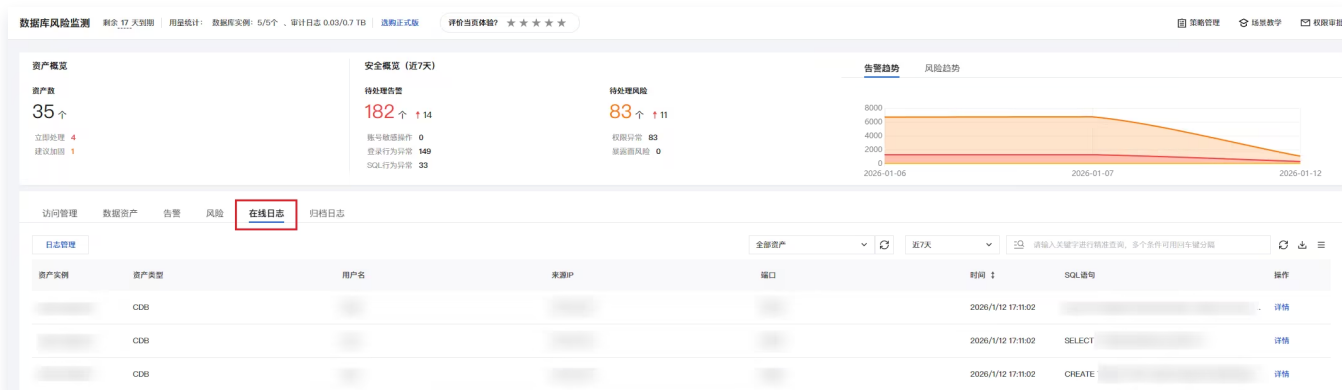 数据库风险监测 剩余 17 天到期 用量统计: 数据库实例: 5/5个 ,审计日志 0.03/0.7 TB 选购正式版 评价当页体验? ★★★★★ 策略管理 场景教学 权限审批
资产概览 安全概览(近7天) 告警趋势 风险趋势
资产数 待处理告警 待处理风险
35 个 182 个 ↑ 14 83 个 ↑ 11
立即处理 4 账号敏感操作 0 权限异常 83
建议加固 1 登录行为异常 149 暴露面风险 0
SQL行为异常 33
8000
6000
4000
2000
0
2026-01-06 2026-01-07 2026-01-12
访问管理 数据资产 告警 风险 在线日志 归档日志
日志管理 全部资产 近7天 请输入关键字进行精准查询,多个条件可用回车键分隔
资产实例 资产类型 用户名 来源IP 端口 时间 SQL语句 操作
CDB 2026/1/12 17:11:02 . 详情
CDB 2026/1/12 17:11:02 SELECT 详情
CDB 2026/1/12 17:11:02 CREATE 详情